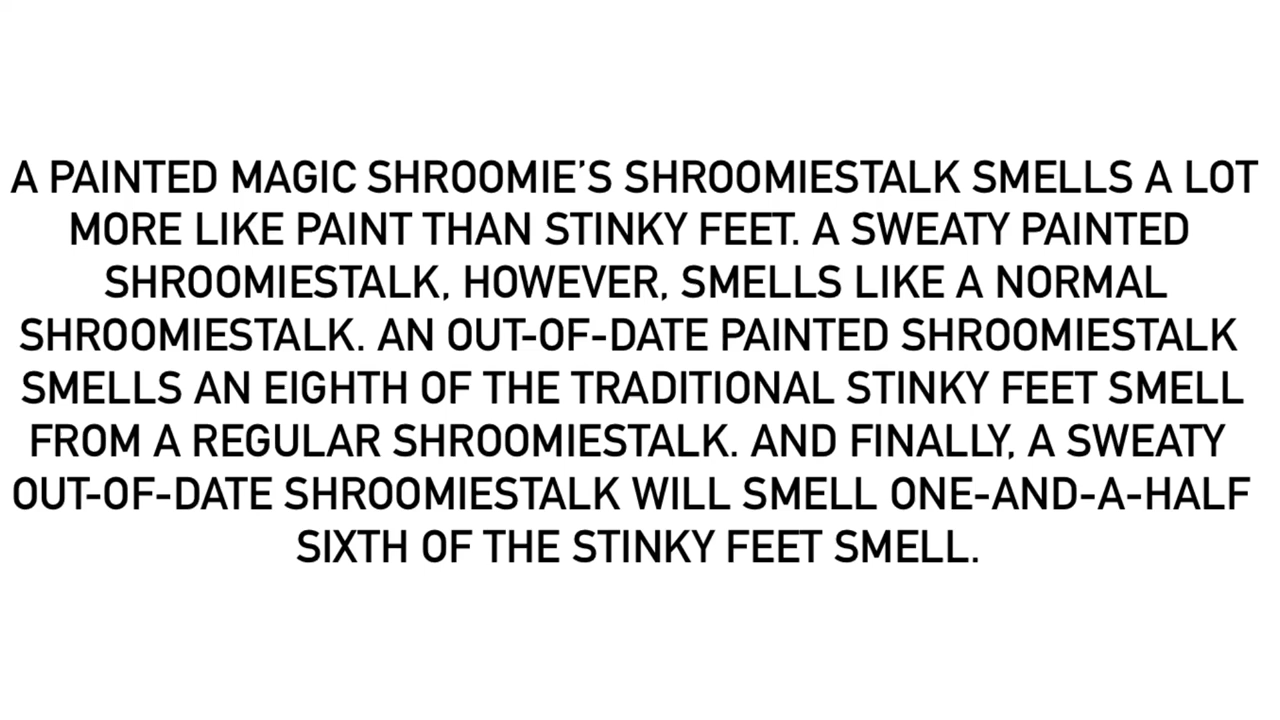 A PAINTED MAGIC SHROOMIE’S SHROOMIESTALK SMELLS A LOT
MORE LIKE PAINT THAN STINKY FEET. A SWEATY PAINTED
SHROOMIESTALK, HOWEVER, SMELLS LIKE A NORMAL
SHROOMIESTALK. AN OUT-OF-DATE PAINTED SHROOMIESTALK
SMELLS AN EIGHTH OF THE TRADITIONAL STINKY FEET SMELL
FROM A REGULAR SHROOMIESTALK. AND FINALLY, A SWEATY
OUT-OF-DATE SHROOMIESTALK WILL SMELL ONE-AND-A-HALF
SIXTH OF THE STINKY FEET SMELL.